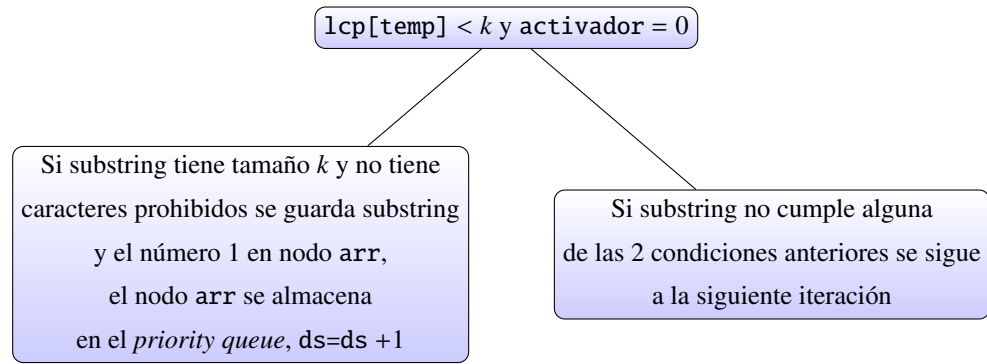 lcp[temp] < k y activador = 0
Si substring tiene tamaño k y no tiene
caracteres prohibidos se guarda substring
y el número 1 en nodo arr,
el nodo arr se almacena
en el priority queue, ds=ds +1
Si substring no cumple alguna
de las 2 condiciones anteriores se sigue
a la siguiente iteración